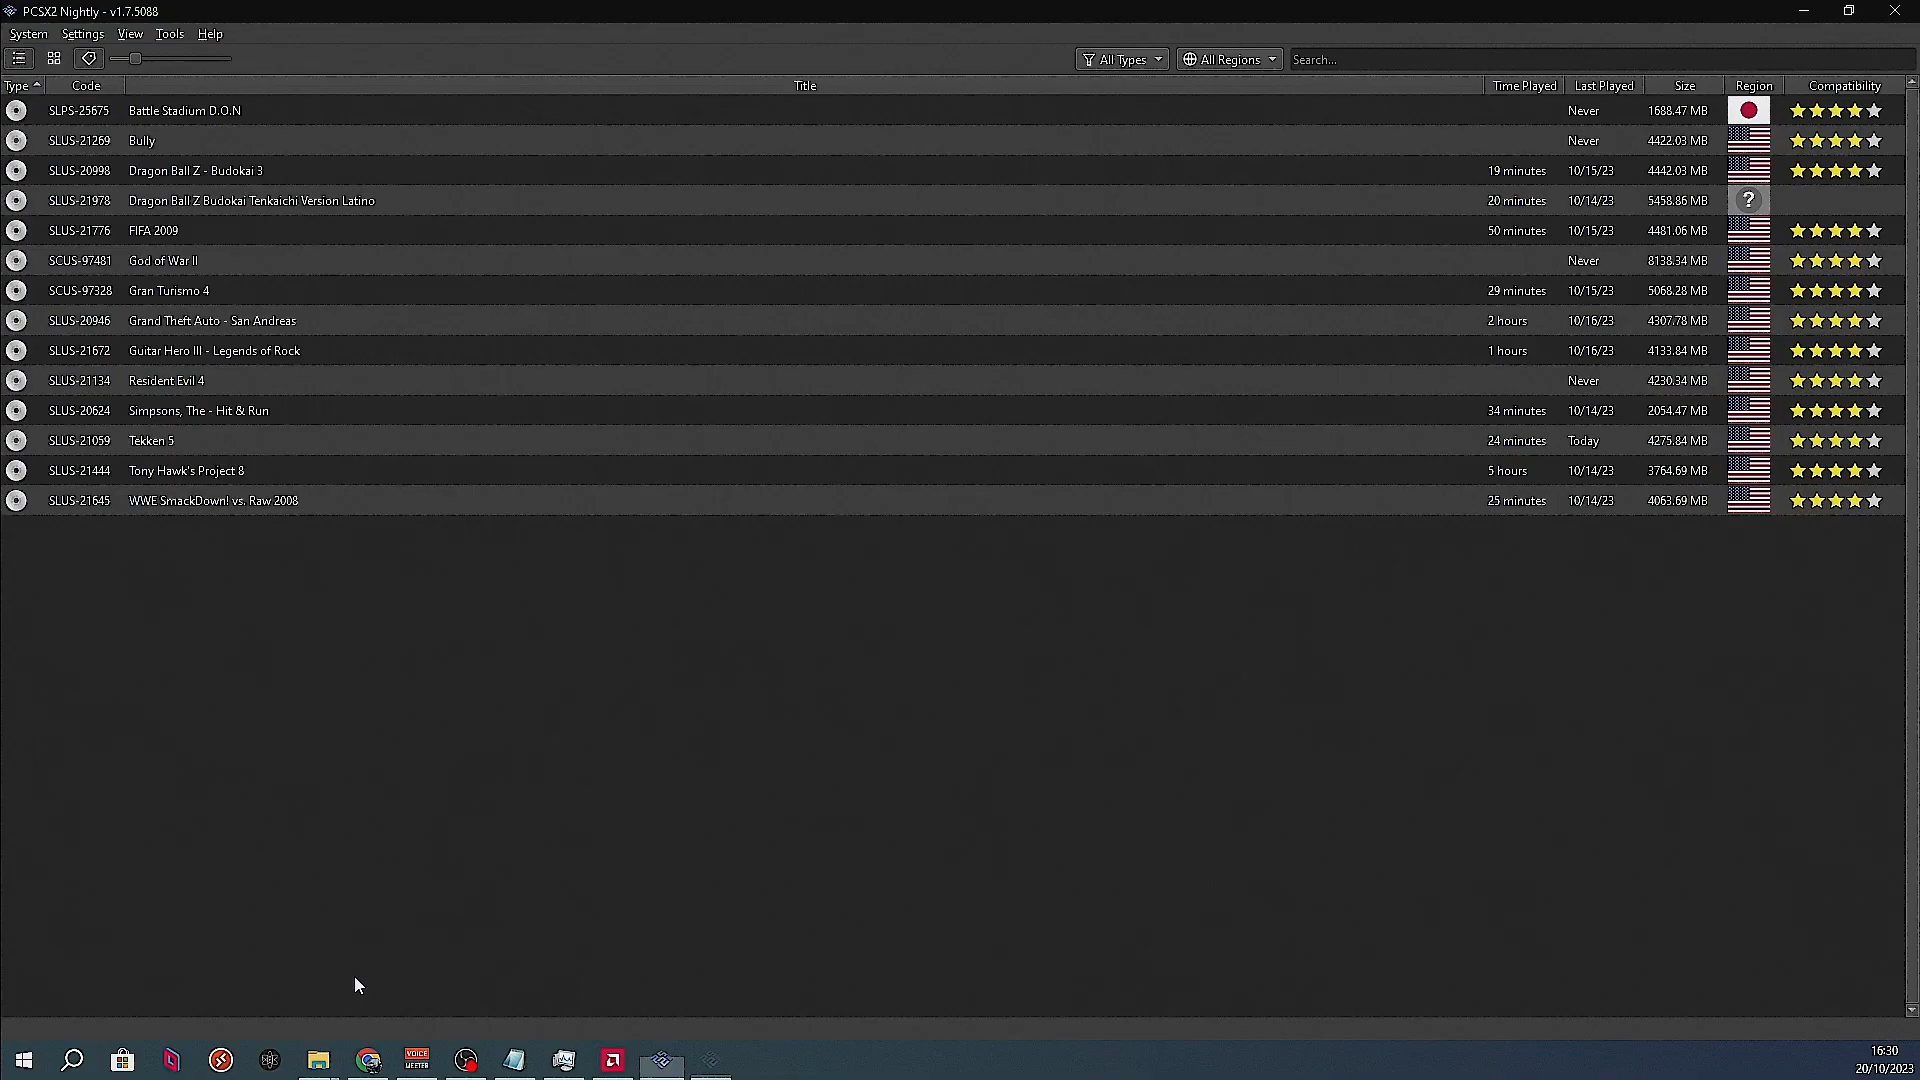 PCSX2 Nightly - v1.7.5088
System Settings View Tools Help
All Types All Regions Search...
Type Code Title Time Played Last Played Size Region Compatibility
SLPS-25675 Battle Stadium D.O.N Never 1688.47 MB
SLUS-21269 Bully Never 4422.03 MB
SLUS-20998 Dragon Ball Z - Budokai 3 19 minutes 10/15/23 4442.03 MB
SLUS-21978 Dragon Ball Z Budokai Tenkaichi Version Latino 20 minutes 10/14/23 5458.86 MB ?
SLUS-21776 FIFA 2009 50 minutes 10/15/23 4481.06 MB
SCUS-97481 God of War II Never 8138.34 MB
SCUS-97328 Gran Turismo 4 29 minutes 10/15/23 5068.28 MB
SLUS-20946 Grand Theft Auto - San Andreas 2 hours 10/16/23 4307.78 MB
SLUS-21672 Guitar Hero III - Legends of Rock 1 hours 10/16/23 4133.84 MB
SLUS-21134 Resident Evil 4 Never 4230.34 MB
SLUS-20624 Simpsons, The - Hit & Run 34 minutes 10/14/23 2054.47 MB
SLUS-21059 Tekken 5 24 minutes Today 4275.84 MB
SLUS-21444 Tony Hawk's Project 8 5 hours 10/14/23 3764.69 MB
SLUS-21645 WWE SmackDown! vs. Raw 2008 25 minutes 10/14/23 4063.69 MB
VOICE
MEETER
16:30
20/10/2023